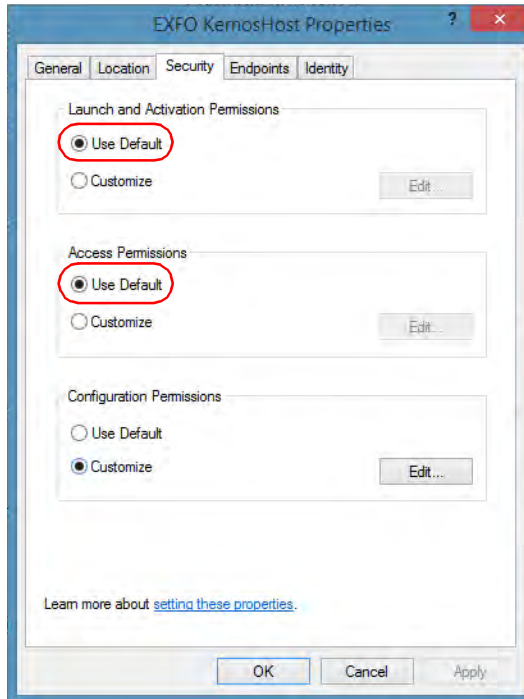 EXFO KernosHost Properties
? ×
General Location Security Endpoints Identity
Launch and Activation Permissions
Use Default
Customize
Edit...
Access Permissions
Use Default
Customize
Edit...
Configuration Permissions
Use Default
Customize
Edit...
Learn more about setting these properties.
OK Cancel Apply